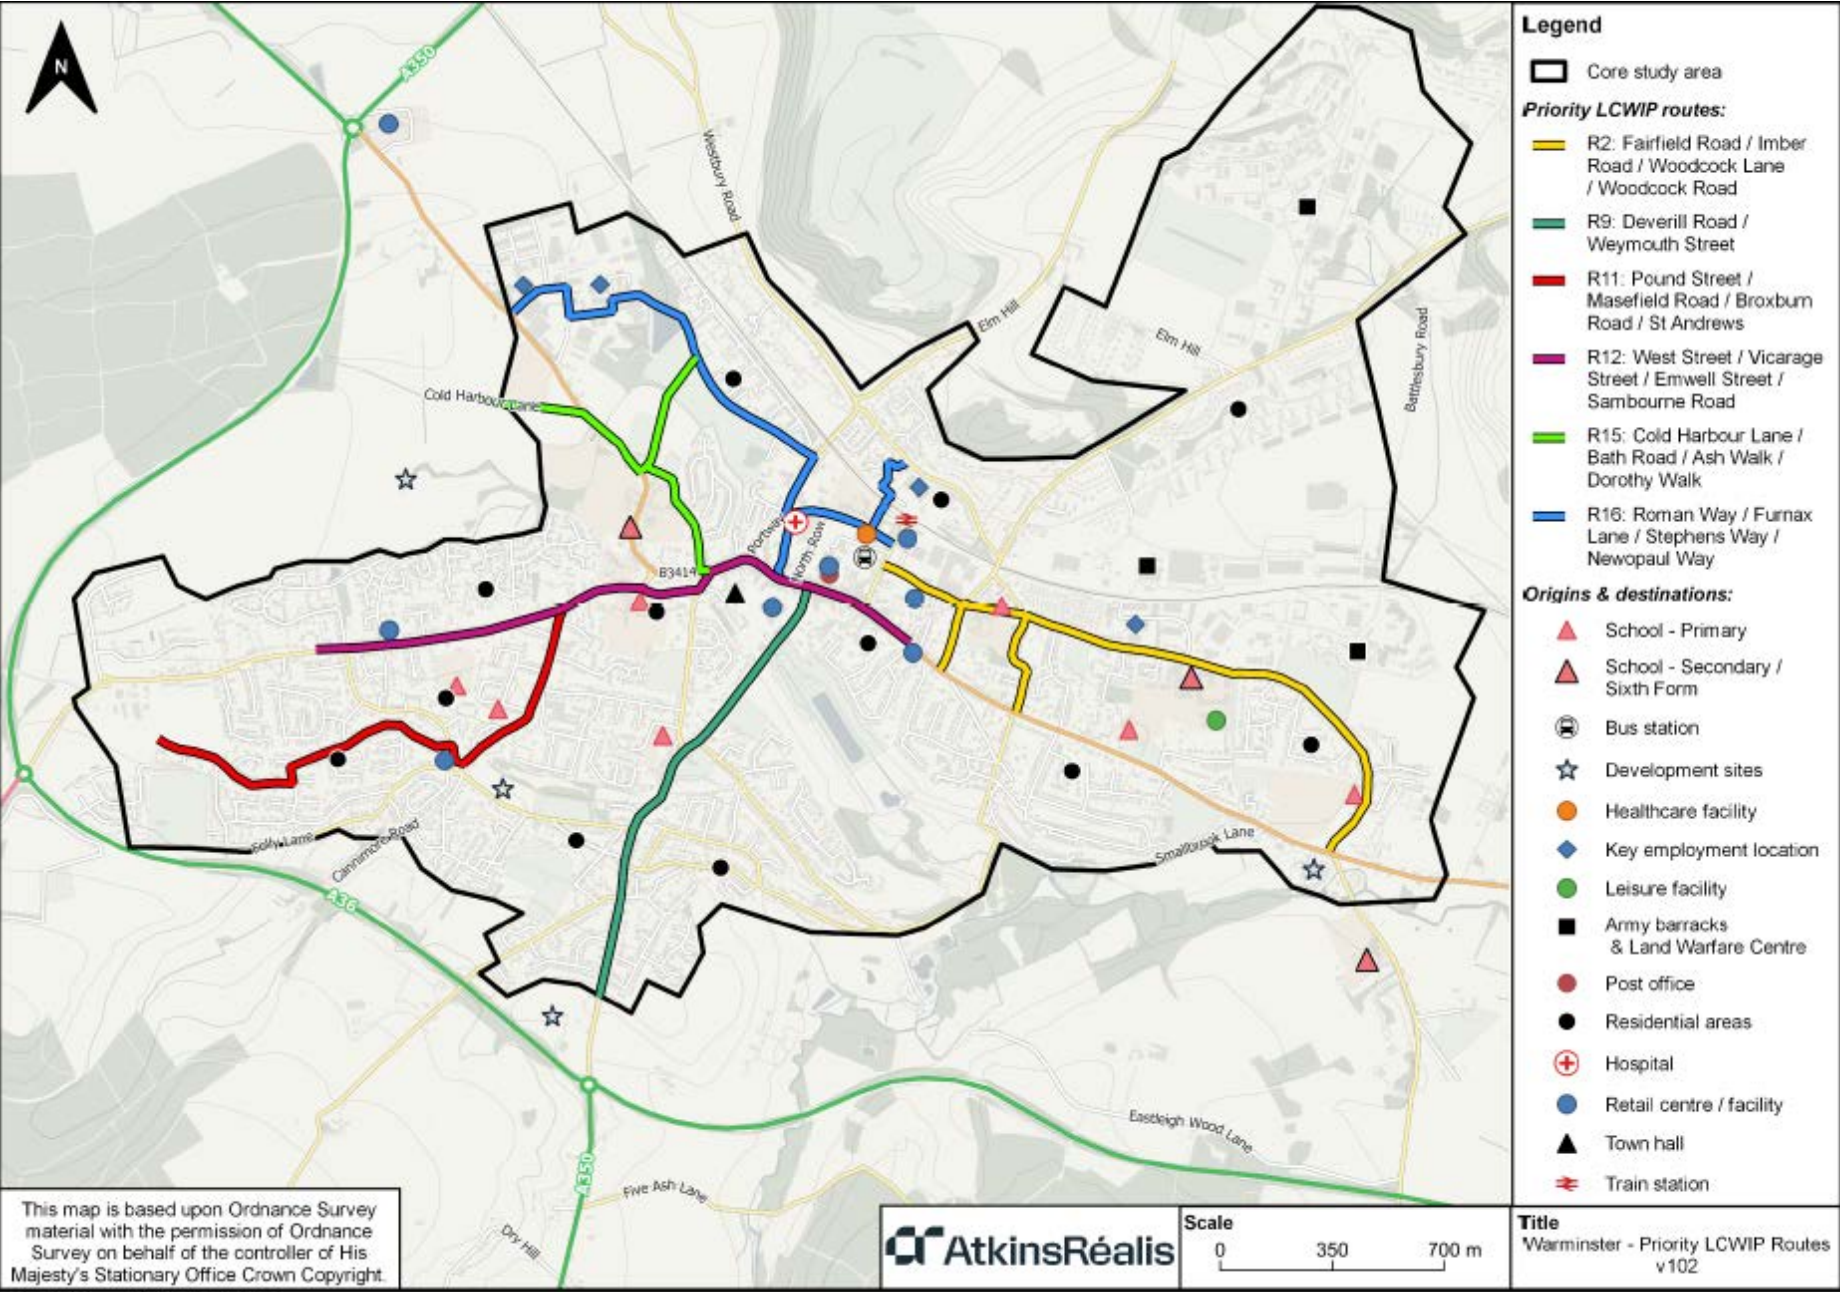 N
A350
Westbury Road
Elm Hill
Elm Hill
Battlesbury Road
Cold Harbour Lane
Portway
North Row
B3414
Folly Lane
Cannimore Road
Smallbrook Lane
A36
Eastleigh Wood Lane
A350
Five Ash Lane
Dry Hill
Legend
Core study area
Priority LCWIP routes:
R2: Fairfield Road / Imber
Road / Woodcock Lane
/ Woodcock Road
R9: Deverill Road /
Weymouth Street
R11: Pound Street /
Masefield Road / Broxburn
Road / St Andrews
R12: West Street / Vicarage
Street / Emwell Street /
Sambourne Road
R15: Cold Harbour Lane /
Bath Road / Ash Walk /
Dorothy Walk
R16: Roman Way / Furnax
Lane / Stephens Way /
Newopaul Way
Origins & destinations:
School - Primary
School - Secondary /
Sixth Form
Bus station
Development sites
Healthcare facility
Key employment location
Leisure facility
Army barracks
& Land Warfare Centre
Post office
Residential areas
Hospital
Retail centre / facility
Town hall
Train station
This map is based upon Ordnance Survey
material with the permission of Ordnance
Survey on behalf of the controller of His
Majesty's Stationary Office Crown Copyright.
AtkinsRéalis
Scale
0 350 700 m
Title
Warminster - Priority LCWIP Routes
v102